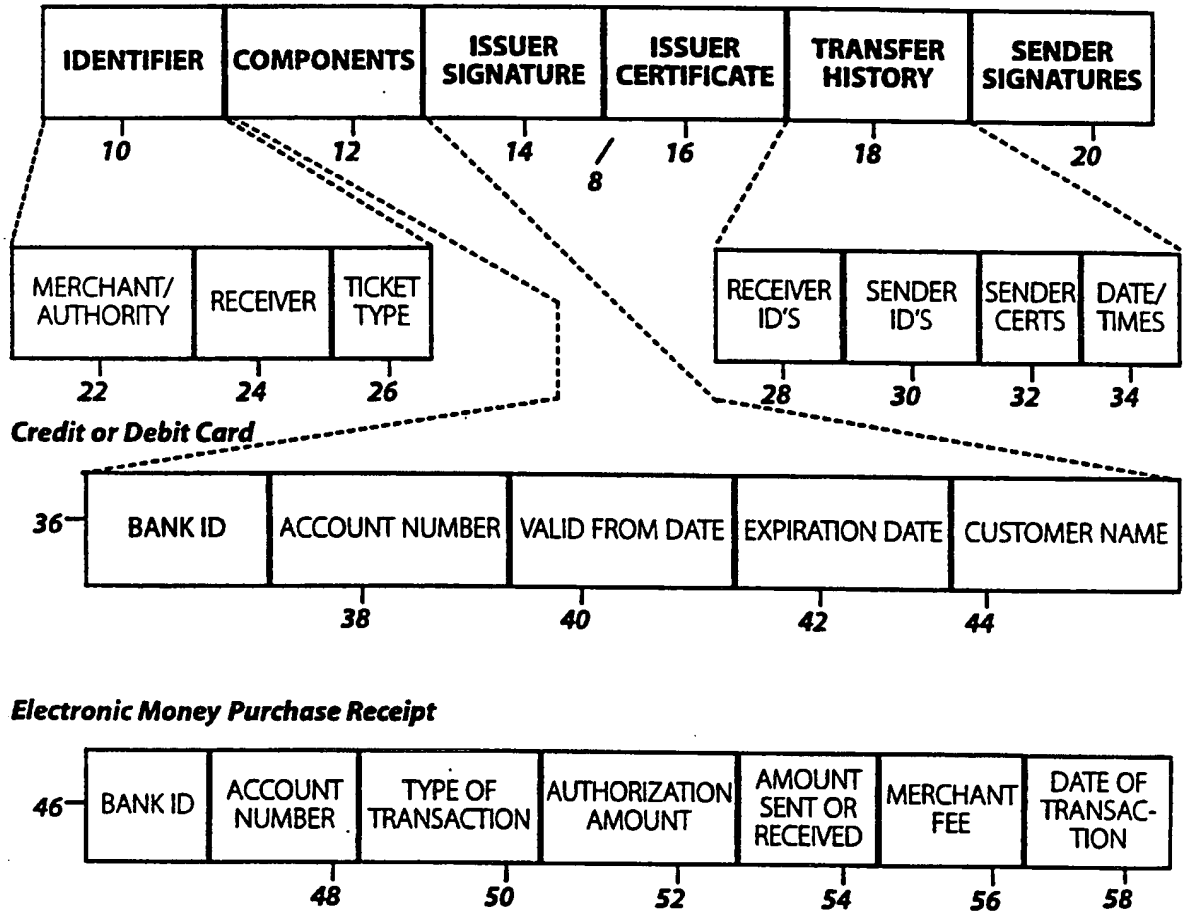 IDENTIFIER
COMPONENTS
ISSUER
SIGNATURE
ISSUER
CERTIFICATE
TRANSFER
HISTORY
SENDER
SIGNATURES
10
12
14
8
16
18
20
MERCHANT/
AUTHORITY
RECEIVER
TICKET
TYPE
RECEIVER
ID'S
SENDER
ID'S
SENDER
CERTS
DATE/
TIMES
22
24
26
28
30
32
34
Credit or Debit Card
36
BANK ID
ACCOUNT NUMBER
VALID FROM DATE
EXPIRATION DATE
CUSTOMER NAME
38
40
42
44
Electronic Money Purchase Receipt
46
BANK ID
ACCOUNT
NUMBER
TYPE OF
TRANSACTION
AUTHORIZATION
AMOUNT
AMOUNT
SENT OR
RECEIVED
MERCHANT
FEE
DATE OF
TRANSAC-
TION
48
50
52
54
56
58